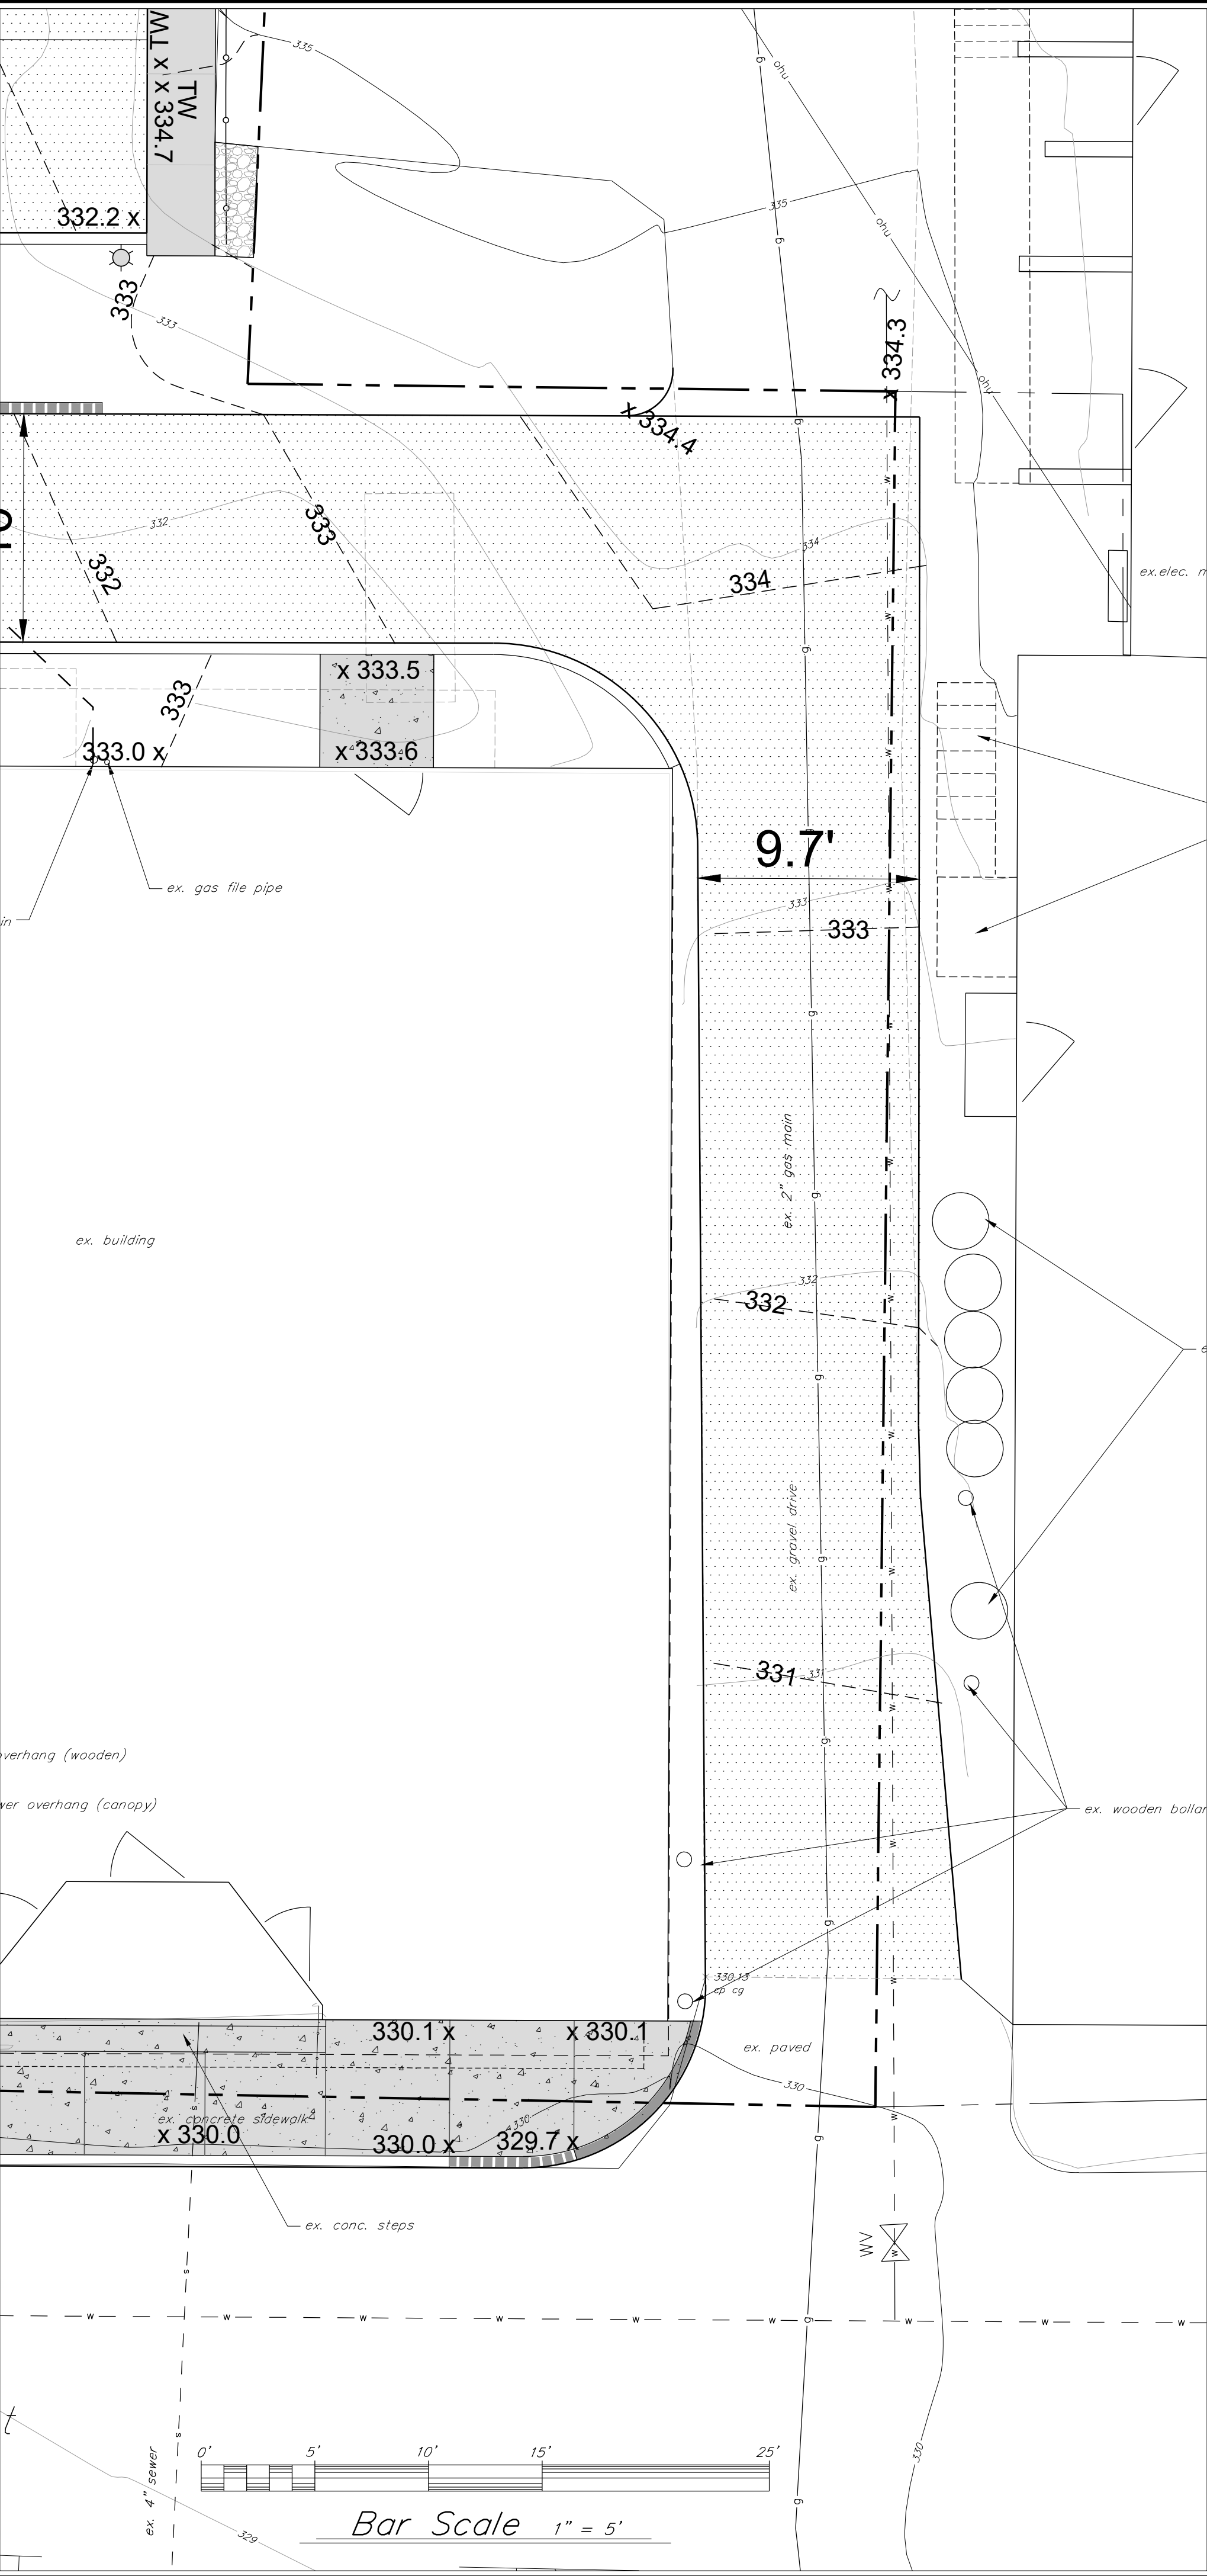 335
TW x
TW
x 334.7
332.2 x
g
ohu
335
g
ohu
333
333
x 334.3
ohu
x 334.4
g
w
332
333
334
334
332
w
ex.elec.
x 333.5
g
333
333.0 x
x 333.6
w
9.7'
g
ex. gas file pipe
w
333
333
in
g
w
ex. 2" gas main
w
g
ex. building
332
332
w
g
w
ex. gravel drive
g
w
331
331
w
g
overhang (wooden)
wer overhang (canopy)
ex. wooden bollar
w
g
330.13
cp cg
w
330.1 x
x 330.1
ex. paved
330
s
ex. concrete sidewalk
330
w
x 330.0
330.0 x
329.7 x
g
ex. conc. steps
WV
w
s
w w w w w w w w w
g
t
s
0' 5' 10' 15' 25'
330
ex. 4" sewer
g
Bar Scale 1" = 5'
329